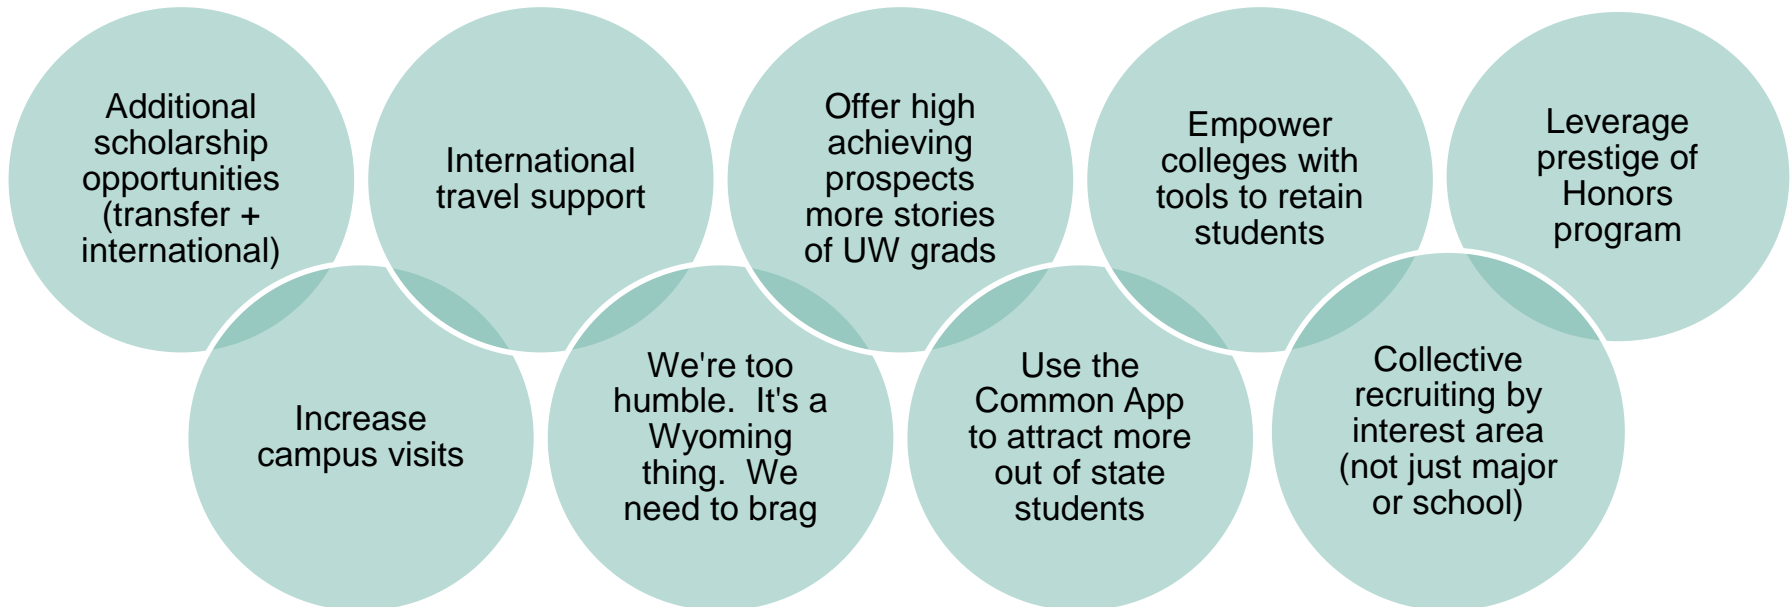 Additional
scholarship
opportunities
(transfer +
international)
International
travel support
Offer high
achieving
prospects
more stories
of UW grads
Empower
colleges with
tools to retain
students
Leverage
prestige of
Honors
program
Increase
campus visits
We're too
humble.  It's a
Wyoming
thing.  We
need to brag
Use the
Common App
to attract more
out of state
students
Collective
recruiting by
interest area
(not just major
or school)